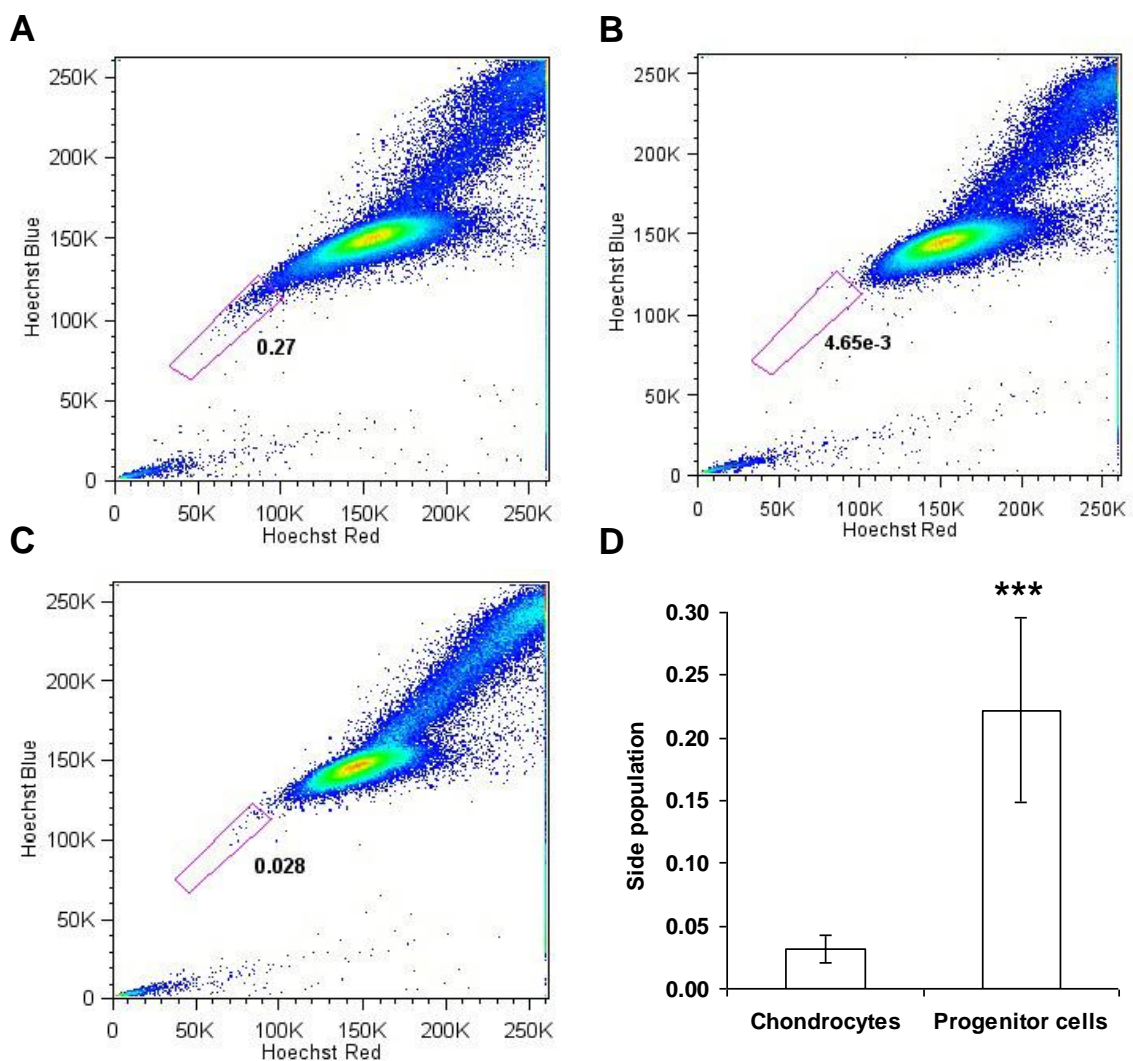 A
250K
200K
150K
100K
50K
0
Hoechst Blue
0.27
0 50K 100K 150K 200K 250K
Hoechst Red
B
250K
200K
150K
100K
50K
0
Hoechst Blue
4.65e-3
0 50K 100K 150K 200K 250K
Hoechst Red
C
250K
200K
150K
100K
50K
0
Hoechst Blue
0.028
0 50K 100K 150K 200K 250K
Hoechst Red
D
***
0.30
0.25
0.20
0.15
0.10
0.05
0.00
Side population
Chondrocytes Progenitor cells